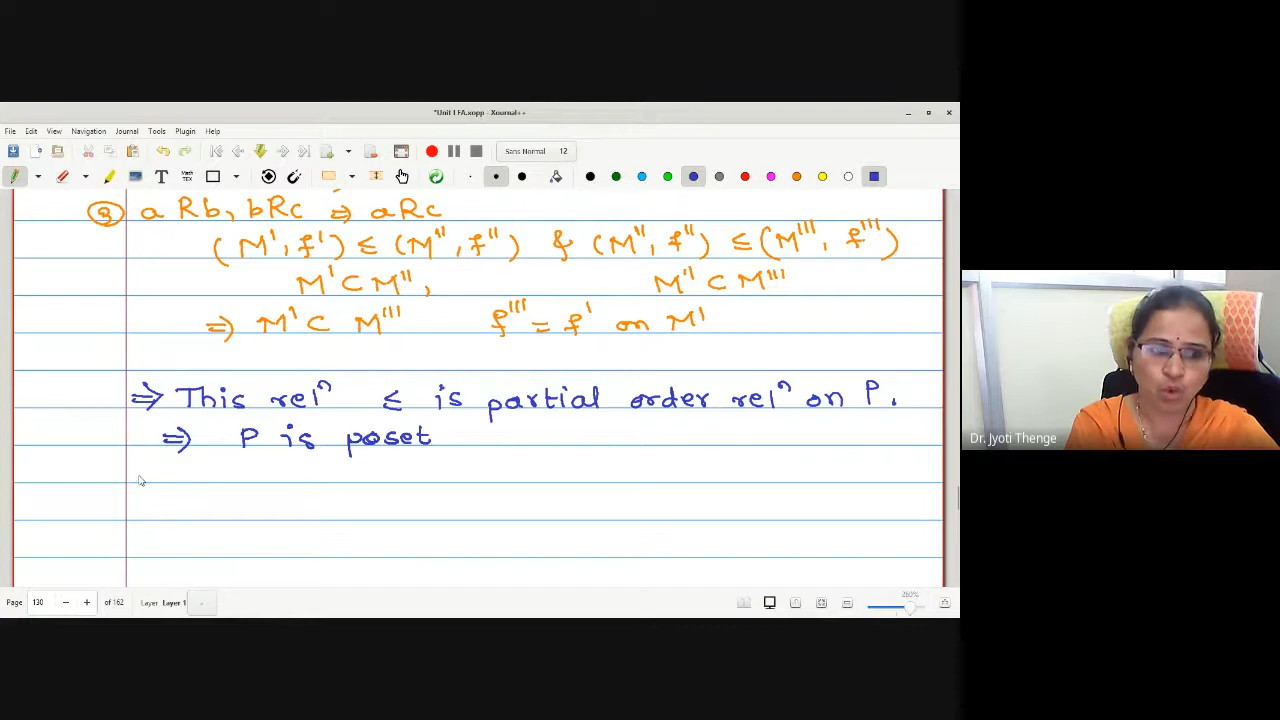 *Unit I FA.xopp - Xournal++
File Edit View Navigation Journal Tools Plugin Help
Sans Normal 12
③ a Rb, bRc ⇒ aRc
(M', f') ≤ (M'', f'') & (M'', f'') ≤ (M''', f''')
M' ⊂ M'', M'' ⊂ M'''
⇒ M' ⊂ M''' f''' = f' on M'
⇒ This relⁿ ≤ is partial order relⁿ on P.
⇒ P is poset
Dr. Jyoti Thenge
Page 130 − + of 162 Layer Layer 1
260%